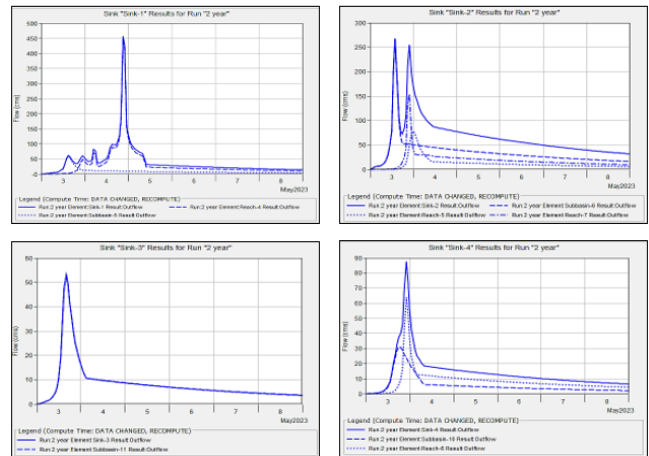 Sink "Sink-1" Results for Run "2 year"
500
450
400
350
300
250
200
150
100
50
-0
Flow (cms)
3 4 5 6 7 8
May2023
Legend (Compute Time: DATA CHANGED, RECOMPUTE)
Run:2 year Element:Sink-1 Result:Outflow
Run:2 year Element:Reach-4 Result:Outflow
Run:2 year Element:Subbasin-5 Result:Outflow
Sink "Sink-2" Results for Run "2 year"
300
250
200
150
100
50
0
Flow (cms)
3 4 5 6 7 8
May2023
Legend (Compute Time: DATA CHANGED, RECOMPUTE)
Run:2 year Element:Sink-2 Result:Outflow
Run:2 year Element:Subbasin-6 Result:Outflow
Run:2 year Element:Reach-5 Result:Outflow
Run:2 year Element:Reach-7 Result:Outflow
Sink "Sink-3" Results for Run "2 year"
60
50
40
30
20
10
0
Flow (cms)
3 4 5 6 7 8
May2023
Legend (Compute Time: DATA CHANGED, RECOMPUTE)
Run:2 year Element:Sink-3 Result:Outflow
Run:2 year Element:Subbasin-11 Result:Outflow
Sink "Sink-4" Results for Run "2 year"
90
80
70
60
50
40
30
20
10
0
Flow (cms)
3 4 5 6 7 8
May2023
Legend (Compute Time: DATA CHANGED, RECOMPUTE)
Run:2 year Element:Sink-4 Result:Outflow
Run:2 year Element:Subbasin-10 Result:Outflow
Run:2 year Element:Reach-6 Result:Outflow